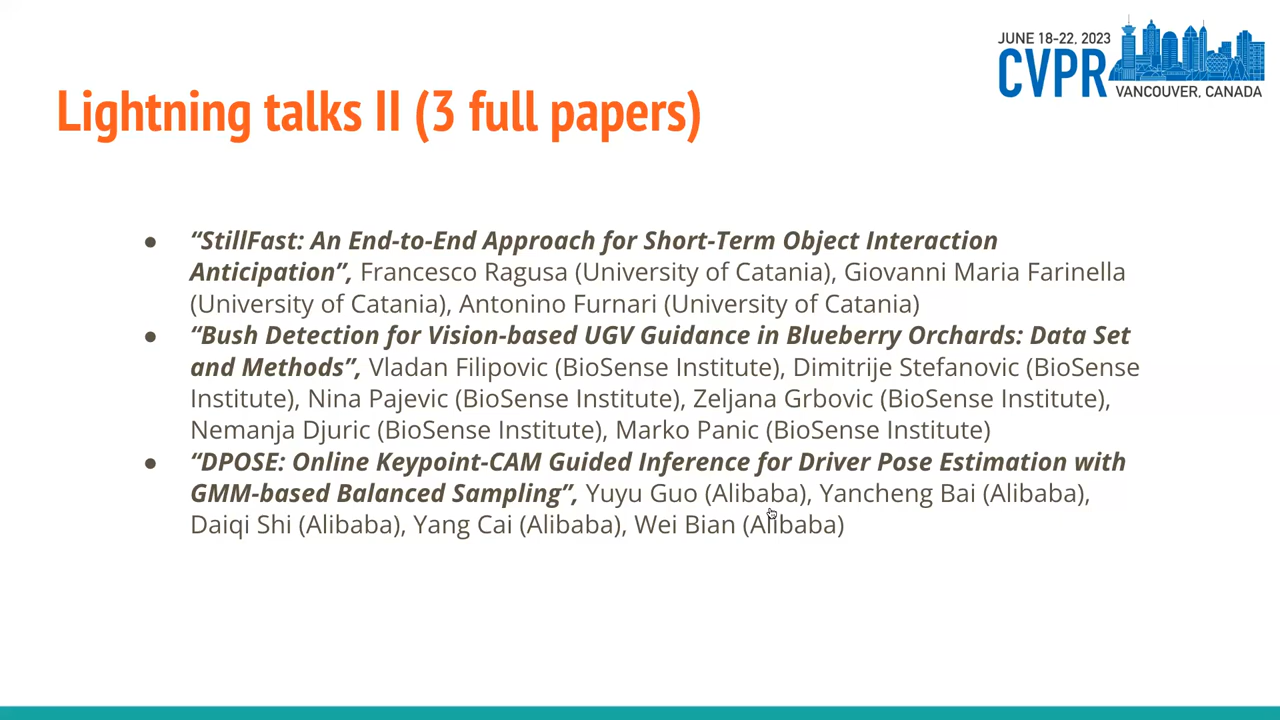 JUNE 18-22, 2023
CVPR
VANCOUVER, CANADA
Lightning talks II (3 full papers)
● “StillFast: An End-to-End Approach for Short-Term Object Interaction
Anticipation”, Francesco Ragusa (University of Catania), Giovanni Maria Farinella
(University of Catania), Antonino Furnari (University of Catania)
● “Bush Detection for Vision-based UGV Guidance in Blueberry Orchards: Data Set
and Methods”, Vladan Filipovic (BioSense Institute), Dimitrije Stefanovic (BioSense
Institute), Nina Pajevic (BioSense Institute), Zeljana Grbovic (BioSense Institute),
Nemanja Djuric (BioSense Institute), Marko Panic (BioSense Institute)
● “DPOSE: Online Keypoint-CAM Guided Inference for Driver Pose Estimation with
GMM-based Balanced Sampling”, Yuyu Guo (Alibaba), Yancheng Bai (Alibaba),
Daiqi Shi (Alibaba), Yang Cai (Alibaba), Wei Bian (Alibaba)